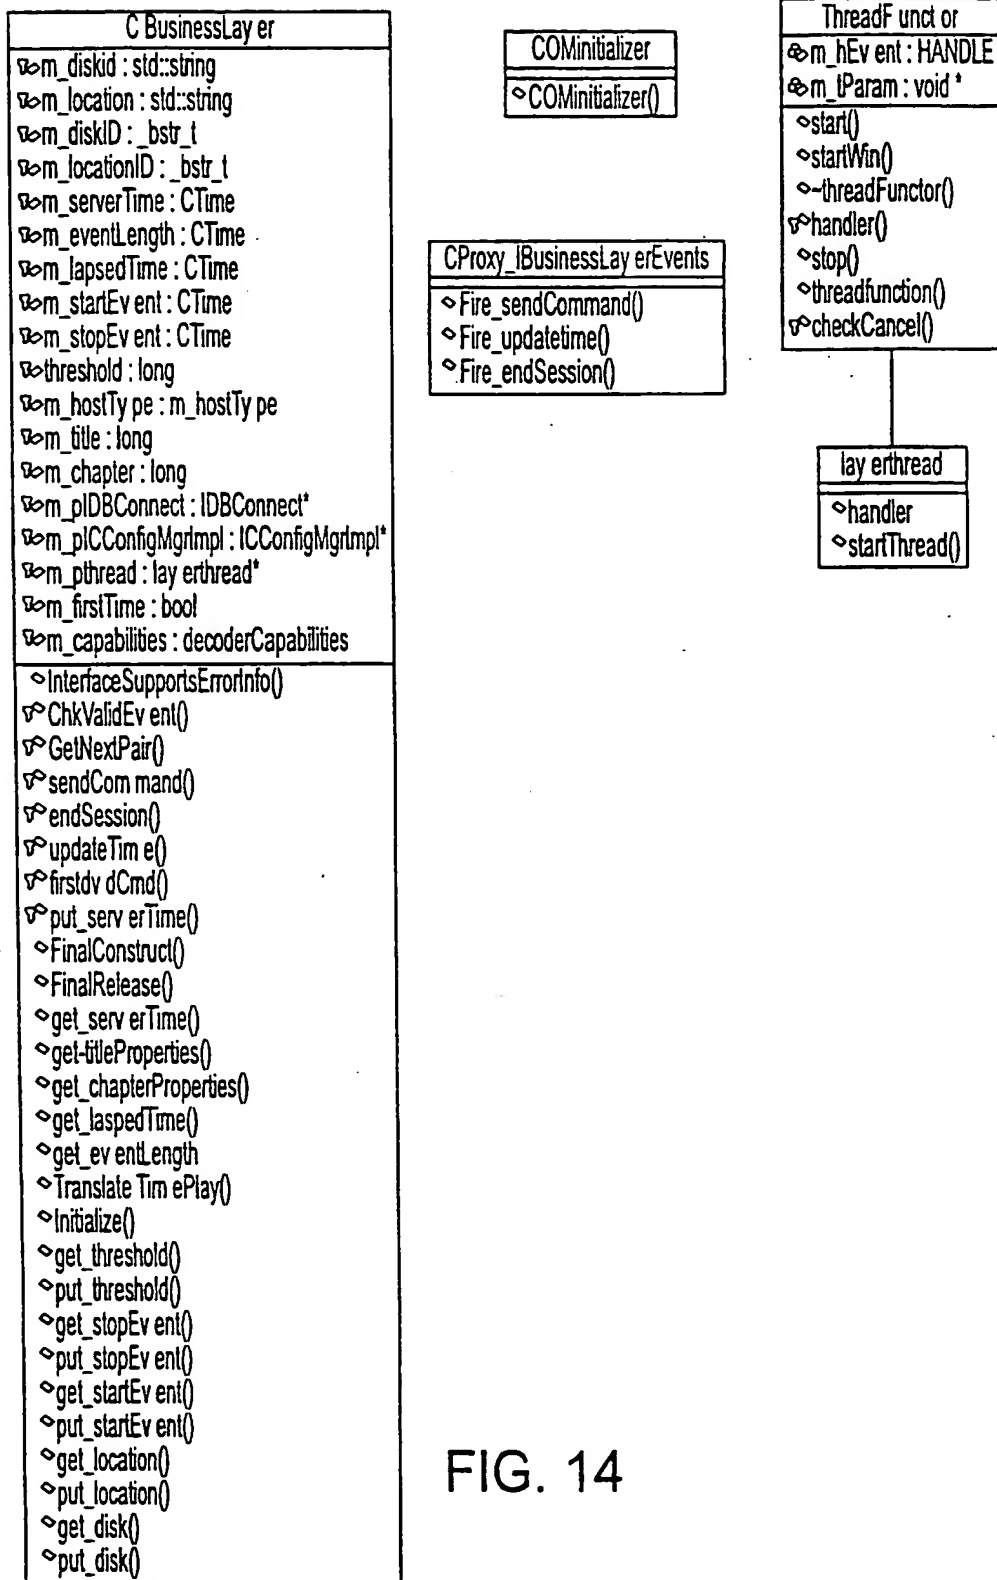 C BusinessLay er
m_diskid : std::string
m_location : std::string
m_diskID : _bstr_t
m_locationID : _bstr_t
m_serverTime : CTime
m_eventLength : CTime
m_lapsedTime : CTime
m_startEv ent : CTime
m_stopEv ent : CTime
threshold : long
m_hostTy pe : m_hostTy pe
m_title : long
m_chapter : long
m_pIDBConnect : IDBConnect*
m_pICConfigMgrImpl : ICConfigMgrImpl*
m_pthread : lay erthread*
m_firstTime : bool
m_capabilities : decoderCapabilities
InterfaceSupportsErrorInfo()
ChkValidEv ent()
GetNextPair()
sendCom mand()
endSession()
updateTim e()
firstdv dCmd()
put_serv erTime()
FinalConstruct()
FinalRelease()
get_serv erTime()
get-titleProperties()
get_chapterProperties()
get_laspedTime()
get_ev entLength
Translate Tim ePlay()
Initialize()
get_threshold()
put_threshold()
get_stopEv ent()
put_stopEv ent()
get_startEv ent()
put_startEv ent()
get_location()
put_location()
get_disk()
put_disk()
COMinitializer
COMinitializer()
CProxy_IBusinessLay erEvents
Fire_sendCommand()
Fire_updatetime()
Fire_endSession()
ThreadF unct or
m_hEv ent : HANDLE
m_tParam : void *
start()
startWin()
~threadFunctor()
handler()
stop()
threadfunction()
checkCancel()
lay erthread
handler
startThread()
FIG. 14